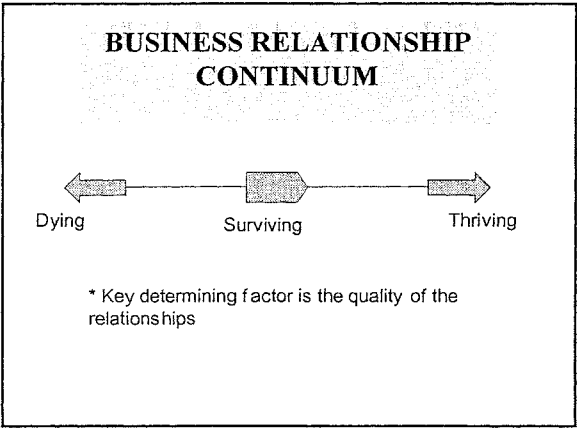 BUSINESS RELATIONSHIP
CONTINUUM
Dying
Surviving
Thriving
* Key determining factor is the quality of the
relationships